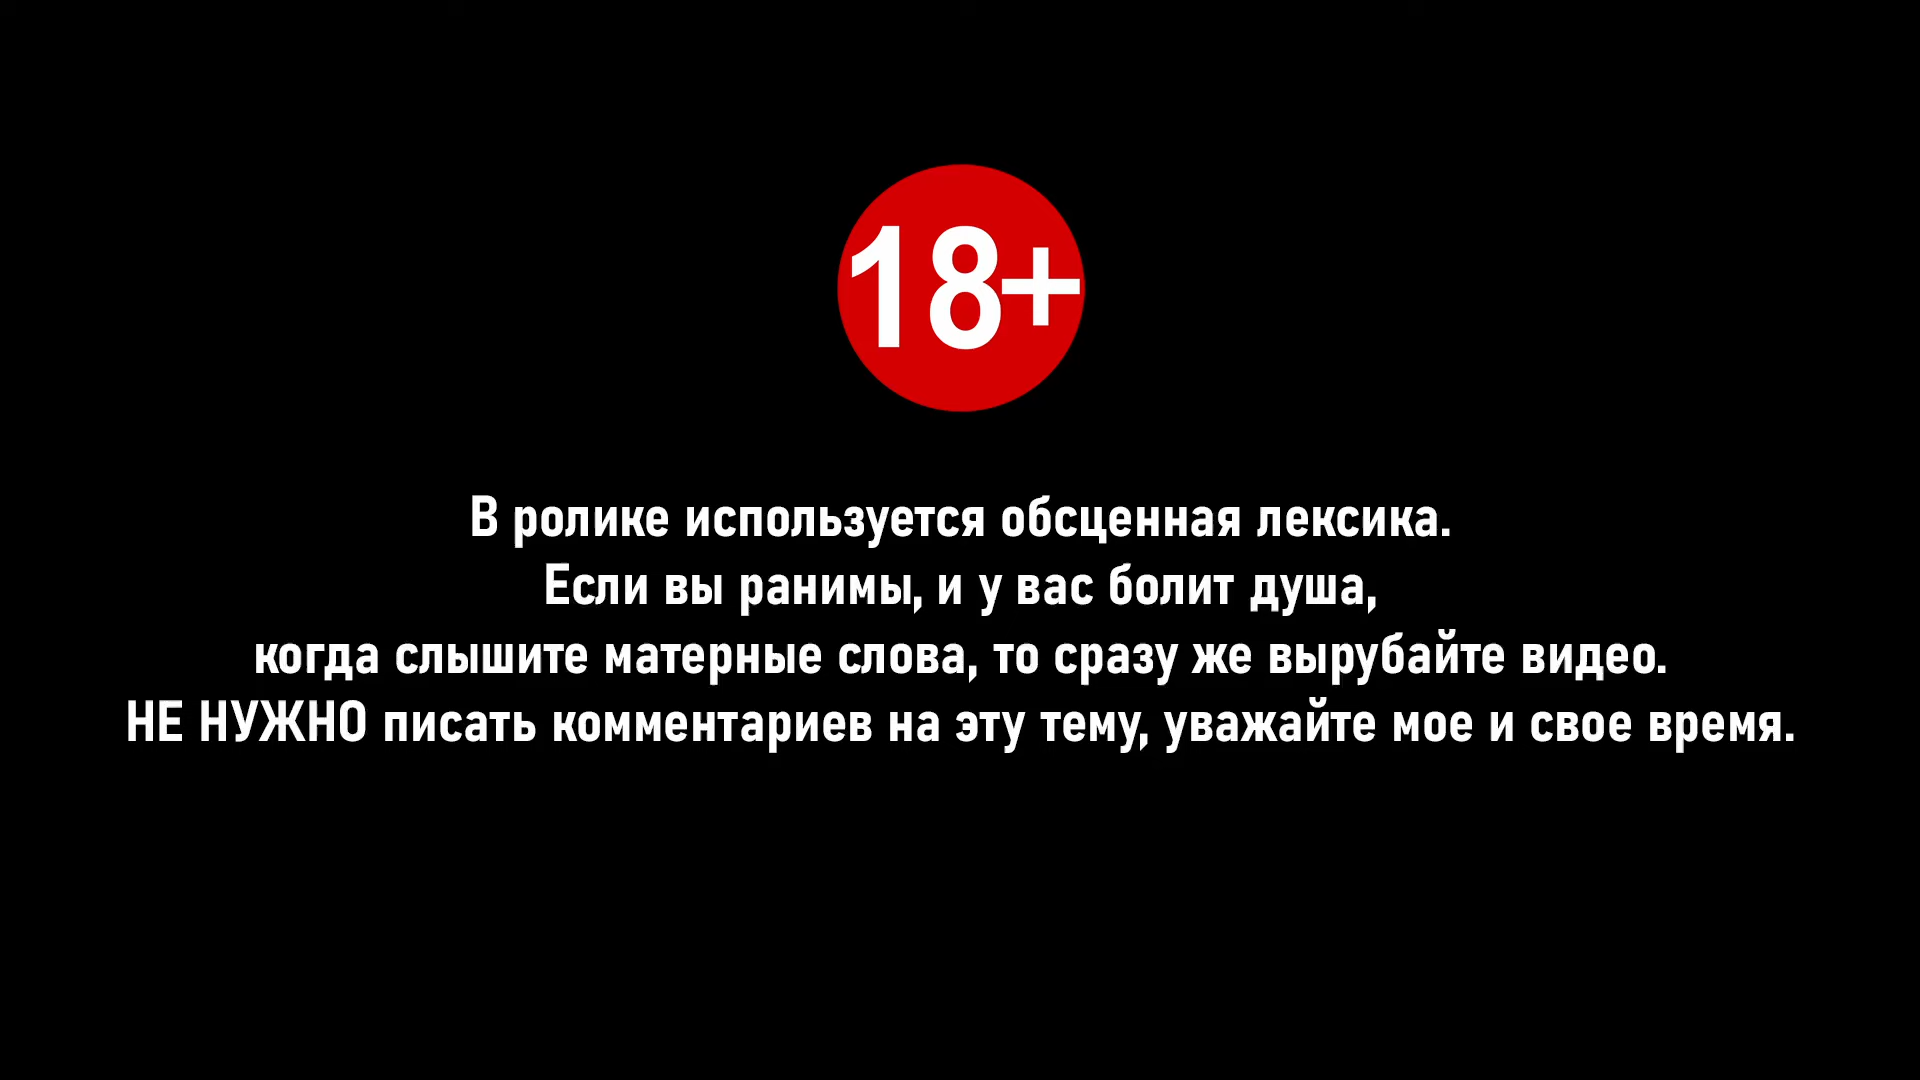 18+
В ролике используется обсценная лексика.
Если вы ранимы, и у вас болит душа,
когда слышите матерные слова, то сразу же вырубайте видео.
НЕ НУЖНО писать комментариев на эту тему, уважайте мое и свое время.